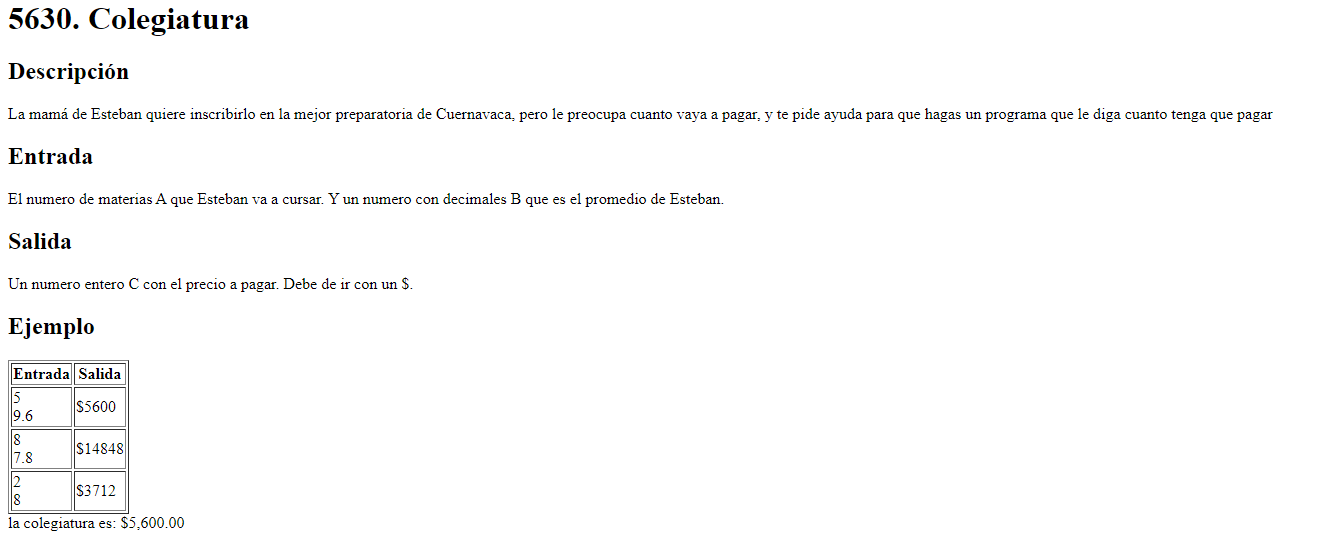 5630. Colegiatura
Descripción
La mamá de Esteban quiere inscribirlo en la mejor preparatoria de Cuernavaca, pero le preocupa cuanto vaya a pagar, y te pide ayuda para que hagas un programa que le diga cuanto tenga que pagar
Entrada
El numero de materias A que Esteban va a cursar. Y un numero con decimales B que es el promedio de Esteban.
Salida
Un numero entero C con el precio a pagar. Debe de ir con un $.
Ejemplo
Entrada Salida
5
9.6 $5600
8
7.8 $14848
2
8 $3712
la colegiatura es: $5,600.00